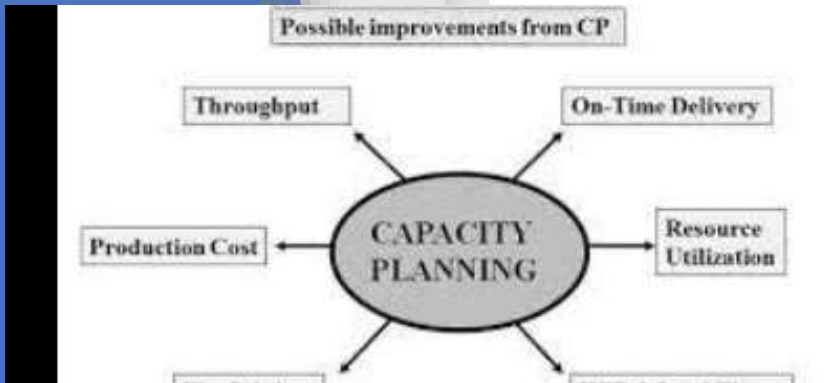 Possible improvements from CP
Throughput
On-Time Delivery
CAPACITY
PLANNING
Production Cost
Resource
Utilization